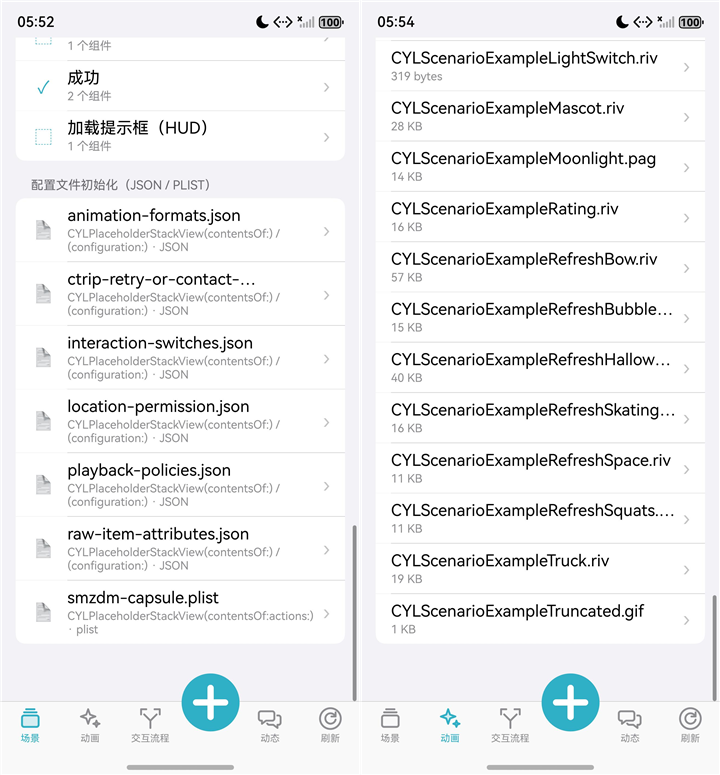 05:52
100
1 个组件
成功
2 个组件
加载提示框（HUD）
1 个组件
配置文件初始化（JSON / PLIST）
animation-formats.json
CYLPlaceholderStackView(contentsOf:) /
(configuration:) · JSON
ctrip-retry-or-contact-…
CYLPlaceholderStackView(contentsOf:) /
(configuration:) · JSON
interaction-switches.json
CYLPlaceholderStackView(contentsOf:) /
(configuration:) · JSON
location-permission.json
CYLPlaceholderStackView(contentsOf:) /
(configuration:) · JSON
playback-policies.json
CYLPlaceholderStackView(contentsOf:) /
(configuration:) · JSON
raw-item-attributes.json
CYLPlaceholderStackView(contentsOf:) /
(configuration:) · JSON
smzdm-capsule.plist
CYLPlaceholderStackView(contentsOf:actions:)
· plist
场景
动画
交互流程
动态
刷新
05:54
100
CYLScenarioExampleLightSwitch.riv
319 bytes
CYLScenarioExampleMascot.riv
28 KB
CYLScenarioExampleMoonlight.pag
14 KB
CYLScenarioExampleRating.riv
16 KB
CYLScenarioExampleRefreshBow.riv
57 KB
CYLScenarioExampleRefreshBubble…
15 KB
CYLScenarioExampleRefreshHallow…
40 KB
CYLScenarioExampleRefreshSkating…
16 KB
CYLScenarioExampleRefreshSpace.riv
11 KB
CYLScenarioExampleRefreshSquats.…
11 KB
CYLScenarioExampleTruck.riv
19 KB
CYLScenarioExampleTruncated.gif
1 KB
场景
动画
交互流程
动态
刷新